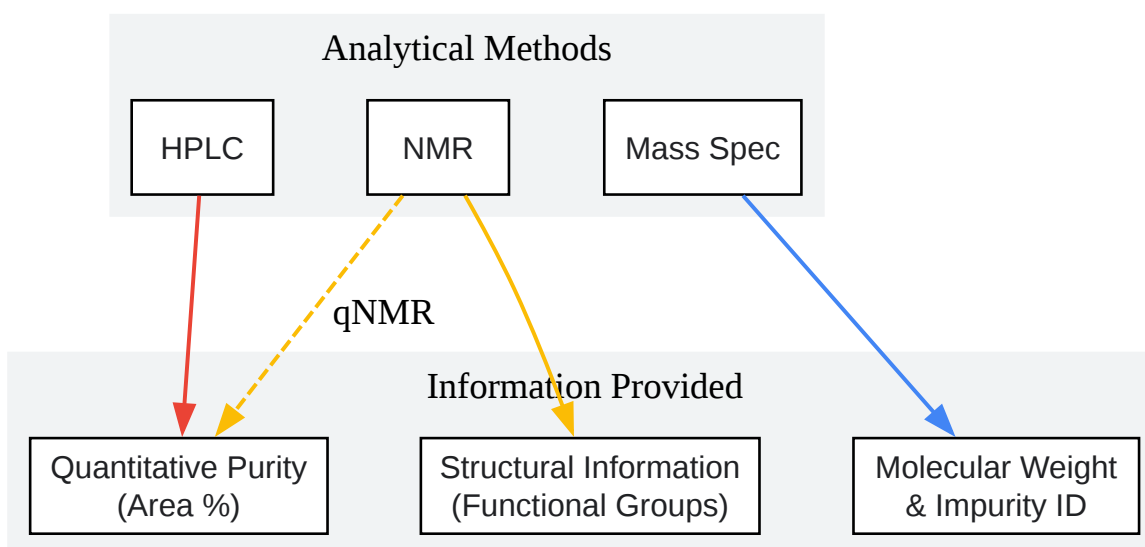 Analytical Methods
HPLC
NMR
Mass Spec
qNMR
Information Provided
Quantitative Purity
(Area %)
Structural Information
(Functional Groups)
Molecular Weight
& Impurity ID